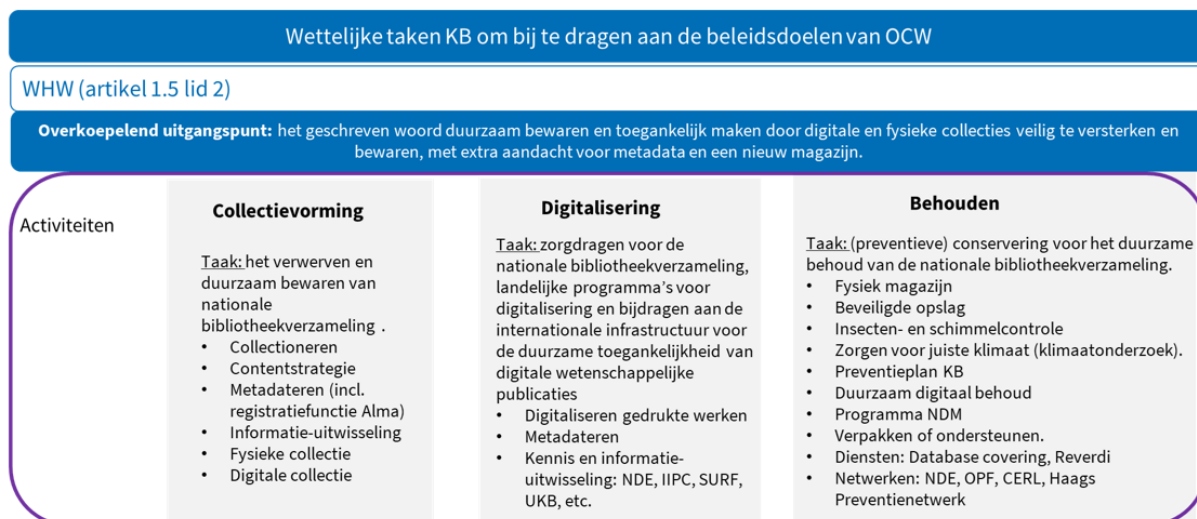 Wettelijke taken KB om bij te dragen aan de beleidsdoelen van OCW
WHW (artikel 1.5 lid 2)
Overkoepelend uitgangspunt: het geschreven woord duurzaam bewaren en toegankelijk maken door digitale en fysieke collecties veilig te versterken en
bewaren, met extra aandacht voor metadata en een nieuw magazijn.
Activiteiten
Collectievorming
Taak: het verwerven en
duurzaam bewaren van
nationale
bibliotheekverzameling .
• Collectioneren
• Contentstrategie
• Metadateren (incl.
registratiefunctie Alma)
• Informatie-uitwisseling
• Fysieke collectie
• Digitale collectie
Digitalisering
Taak: zorgdragen voor de
nationale bibliotheekverzameling,
landelijke programma's voor
digitalisering en bijdragen aan de
internationale infrastructuur voor
de duurzame toegankelijkheid van
digitale wetenschappelijke
publicaties
• Digitaliseren gedrukte werken
• Metadateren
• Kennis en informatie-
uitwisseling: NDE, IIPC, SURF,
UKB, etc.
Behouden
Taak: (preventieve) conservering voor het duurzame
behoud van de nationale bibliotheekverzameling.
• Fysiek magazijn
• Beveiligde opslag
• Insecten- en schimmelcontrole
• Zorgen voor juiste klimaat (klimaatonderzoek).
• Preventieplan KB
• Duurzaam digitaal behoud
• Programma NDM
• Verpakken of ondersteunen.
• Diensten: Database covering, Reverdi
• Netwerken: NDE, OPF, CERL, Haags
Preventienetwerk